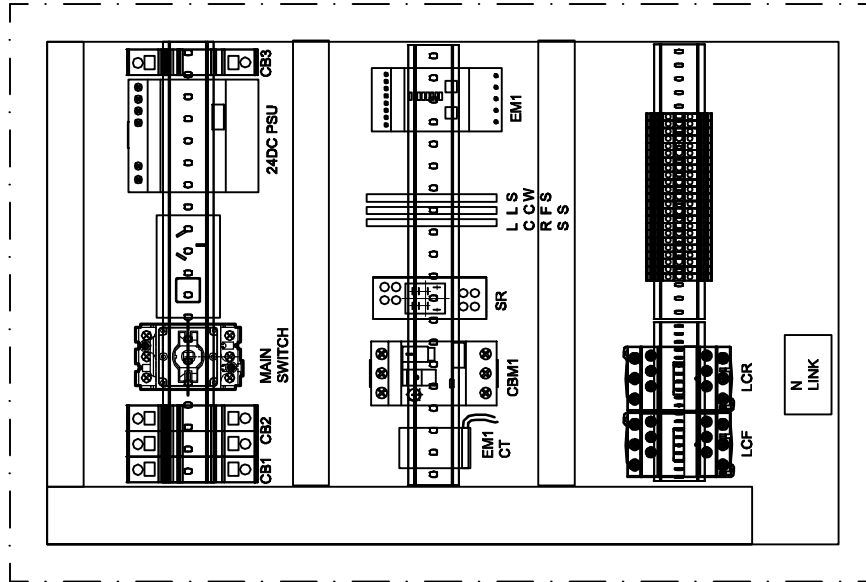 CB3
24DC PSU
MAIN
SWITCH
CB2
CB1
EM1
S W S
L C F S
L C R S
SR
CBM1
EM1
CT
LCR
LCF
N
LINK